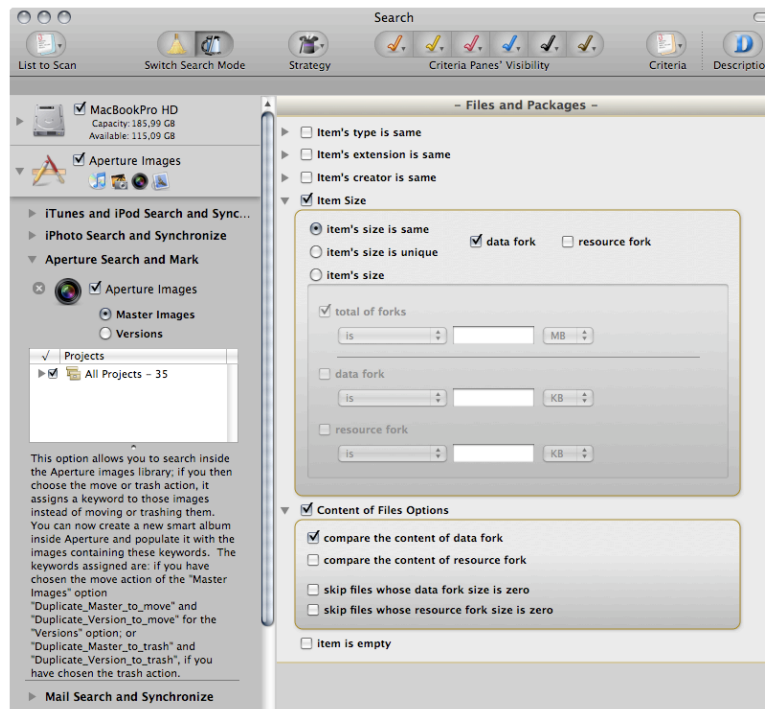 Search
List to Scan
Switch Search Mode
Strategy
Criteria Panes' Visibility
Criteria
Descriptio
MacBookPro HD
Capacity: 185,99 GB
Available: 115,09 GB
Aperture Images
iTunes and iPod Search and Sync...
iPhoto Search and Synchronize
Aperture Search and Mark
Aperture Images
Master Images
Versions
√ Projects
All Projects – 35
This option allows you to search inside
the Aperture images library; if you then
choose the move or trash action, it
assigns a keyword to those images
instead of moving or trashing them.
You can now create a new smart album
inside Aperture and populate it with the
images containing these keywords. The
keywords assigned are: if you have
chosen the move action of the "Master
Images" option
"Duplicate_Master_to_move" and
"Duplicate_Version_to_move" for the
"Versions" option; or
"Duplicate_Master_to_trash" and
"Duplicate_Version_to_trash", if you
have chosen the trash action.
Mail Search and Synchronize
– Files and Packages –
Item's type is same
Item's extension is same
Item's creator is same
Item Size
item's size is same
item's size is unique
data fork
resource fork
item's size
total of forks
is
MB
data fork
is
KB
resource fork
is
KB
Content of Files Options
compare the content of data fork
compare the content of resource fork
skip files whose data fork size is zero
skip files whose resource fork size is zero
item is empty